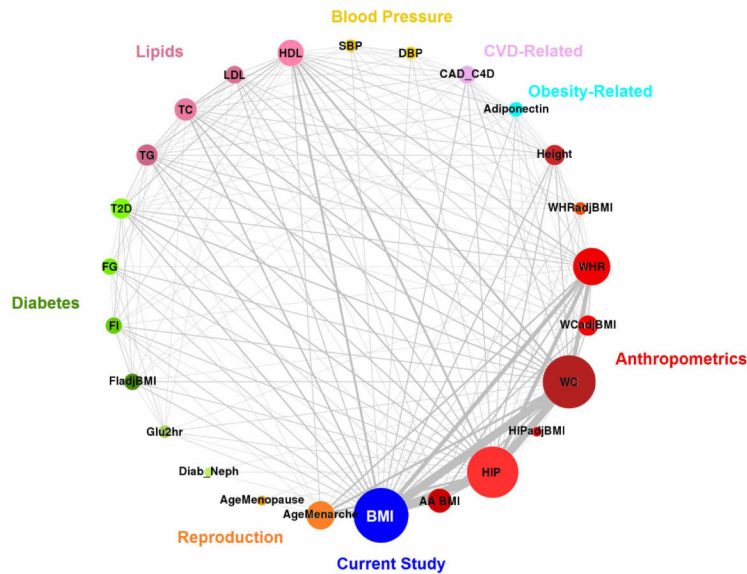 Blood Pressure
SBP
DBP
HDL
Lipids
CVD-Related
LDL
CAD_C4D
Obesity-Related
TC
Adiponectin
TG
Height
T2D
WHRadjBMI
FG
WHR
Diabetes
FI
WCadjBMI
Anthropometrics
FIadjBMI
WC
Glu2hr
HIPadjBMI
Diab_Neph
HIP
AgeMenopause
AA BMI
AgeMenarche
BMI
Reproduction
Current Study